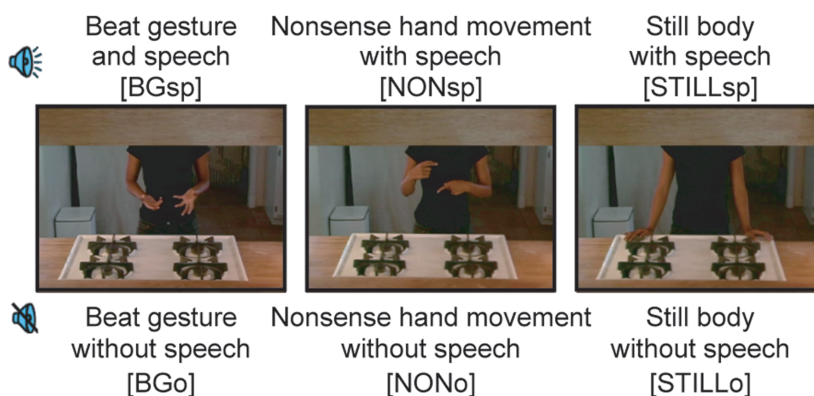 Beat gesture
and speech
[BGsp]
Nonsense hand movement
with speech
[NONsp]
Still body
with speech
[STILLsp]
Beat gesture
without speech
[BGo]
Nonsense hand movement
without speech
[NONo]
Still body
without speech
[STILLo]